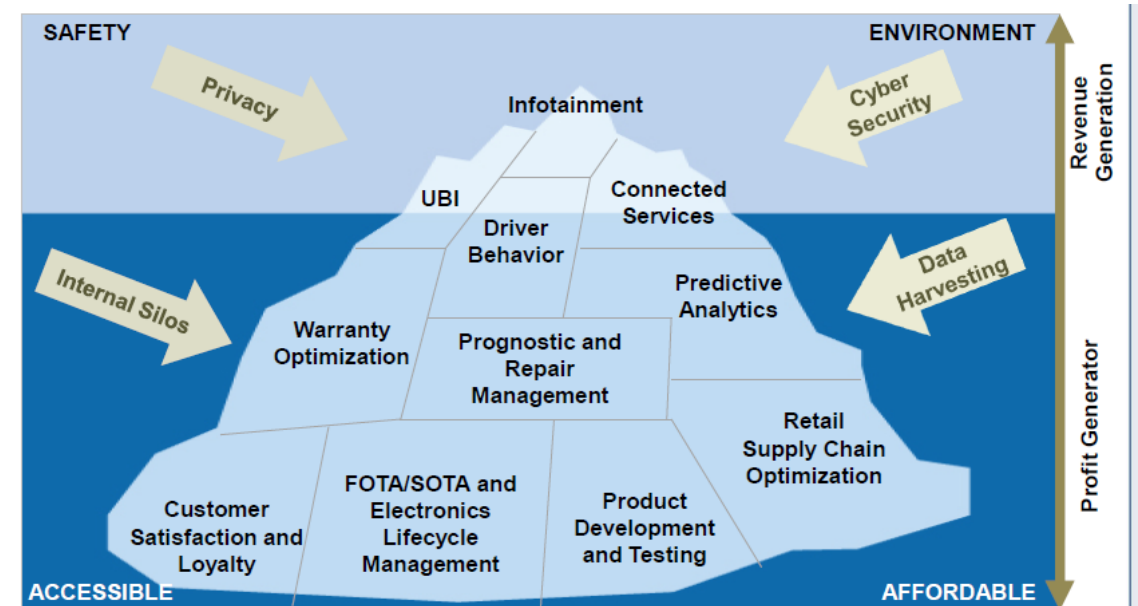 SAFETY
ENVIRONMENT
Privacy
Cyber
Security
Infotainment
Revenue
Generation
UBI
Connected
Services
Driver
Behavior
Internal Silos
Data
Harvesting
Predictive
Analytics
Warranty
Optimization
Prognostic and
Repair
Management
Profit Generator
Retail
Supply Chain
Optimization
Customer
Satisfaction and
Loyalty
FOTA/SOTA and
Electronics
Lifecycle
Management
Product
Development
and Testing
ACCESSIBLE
AFFORDABLE